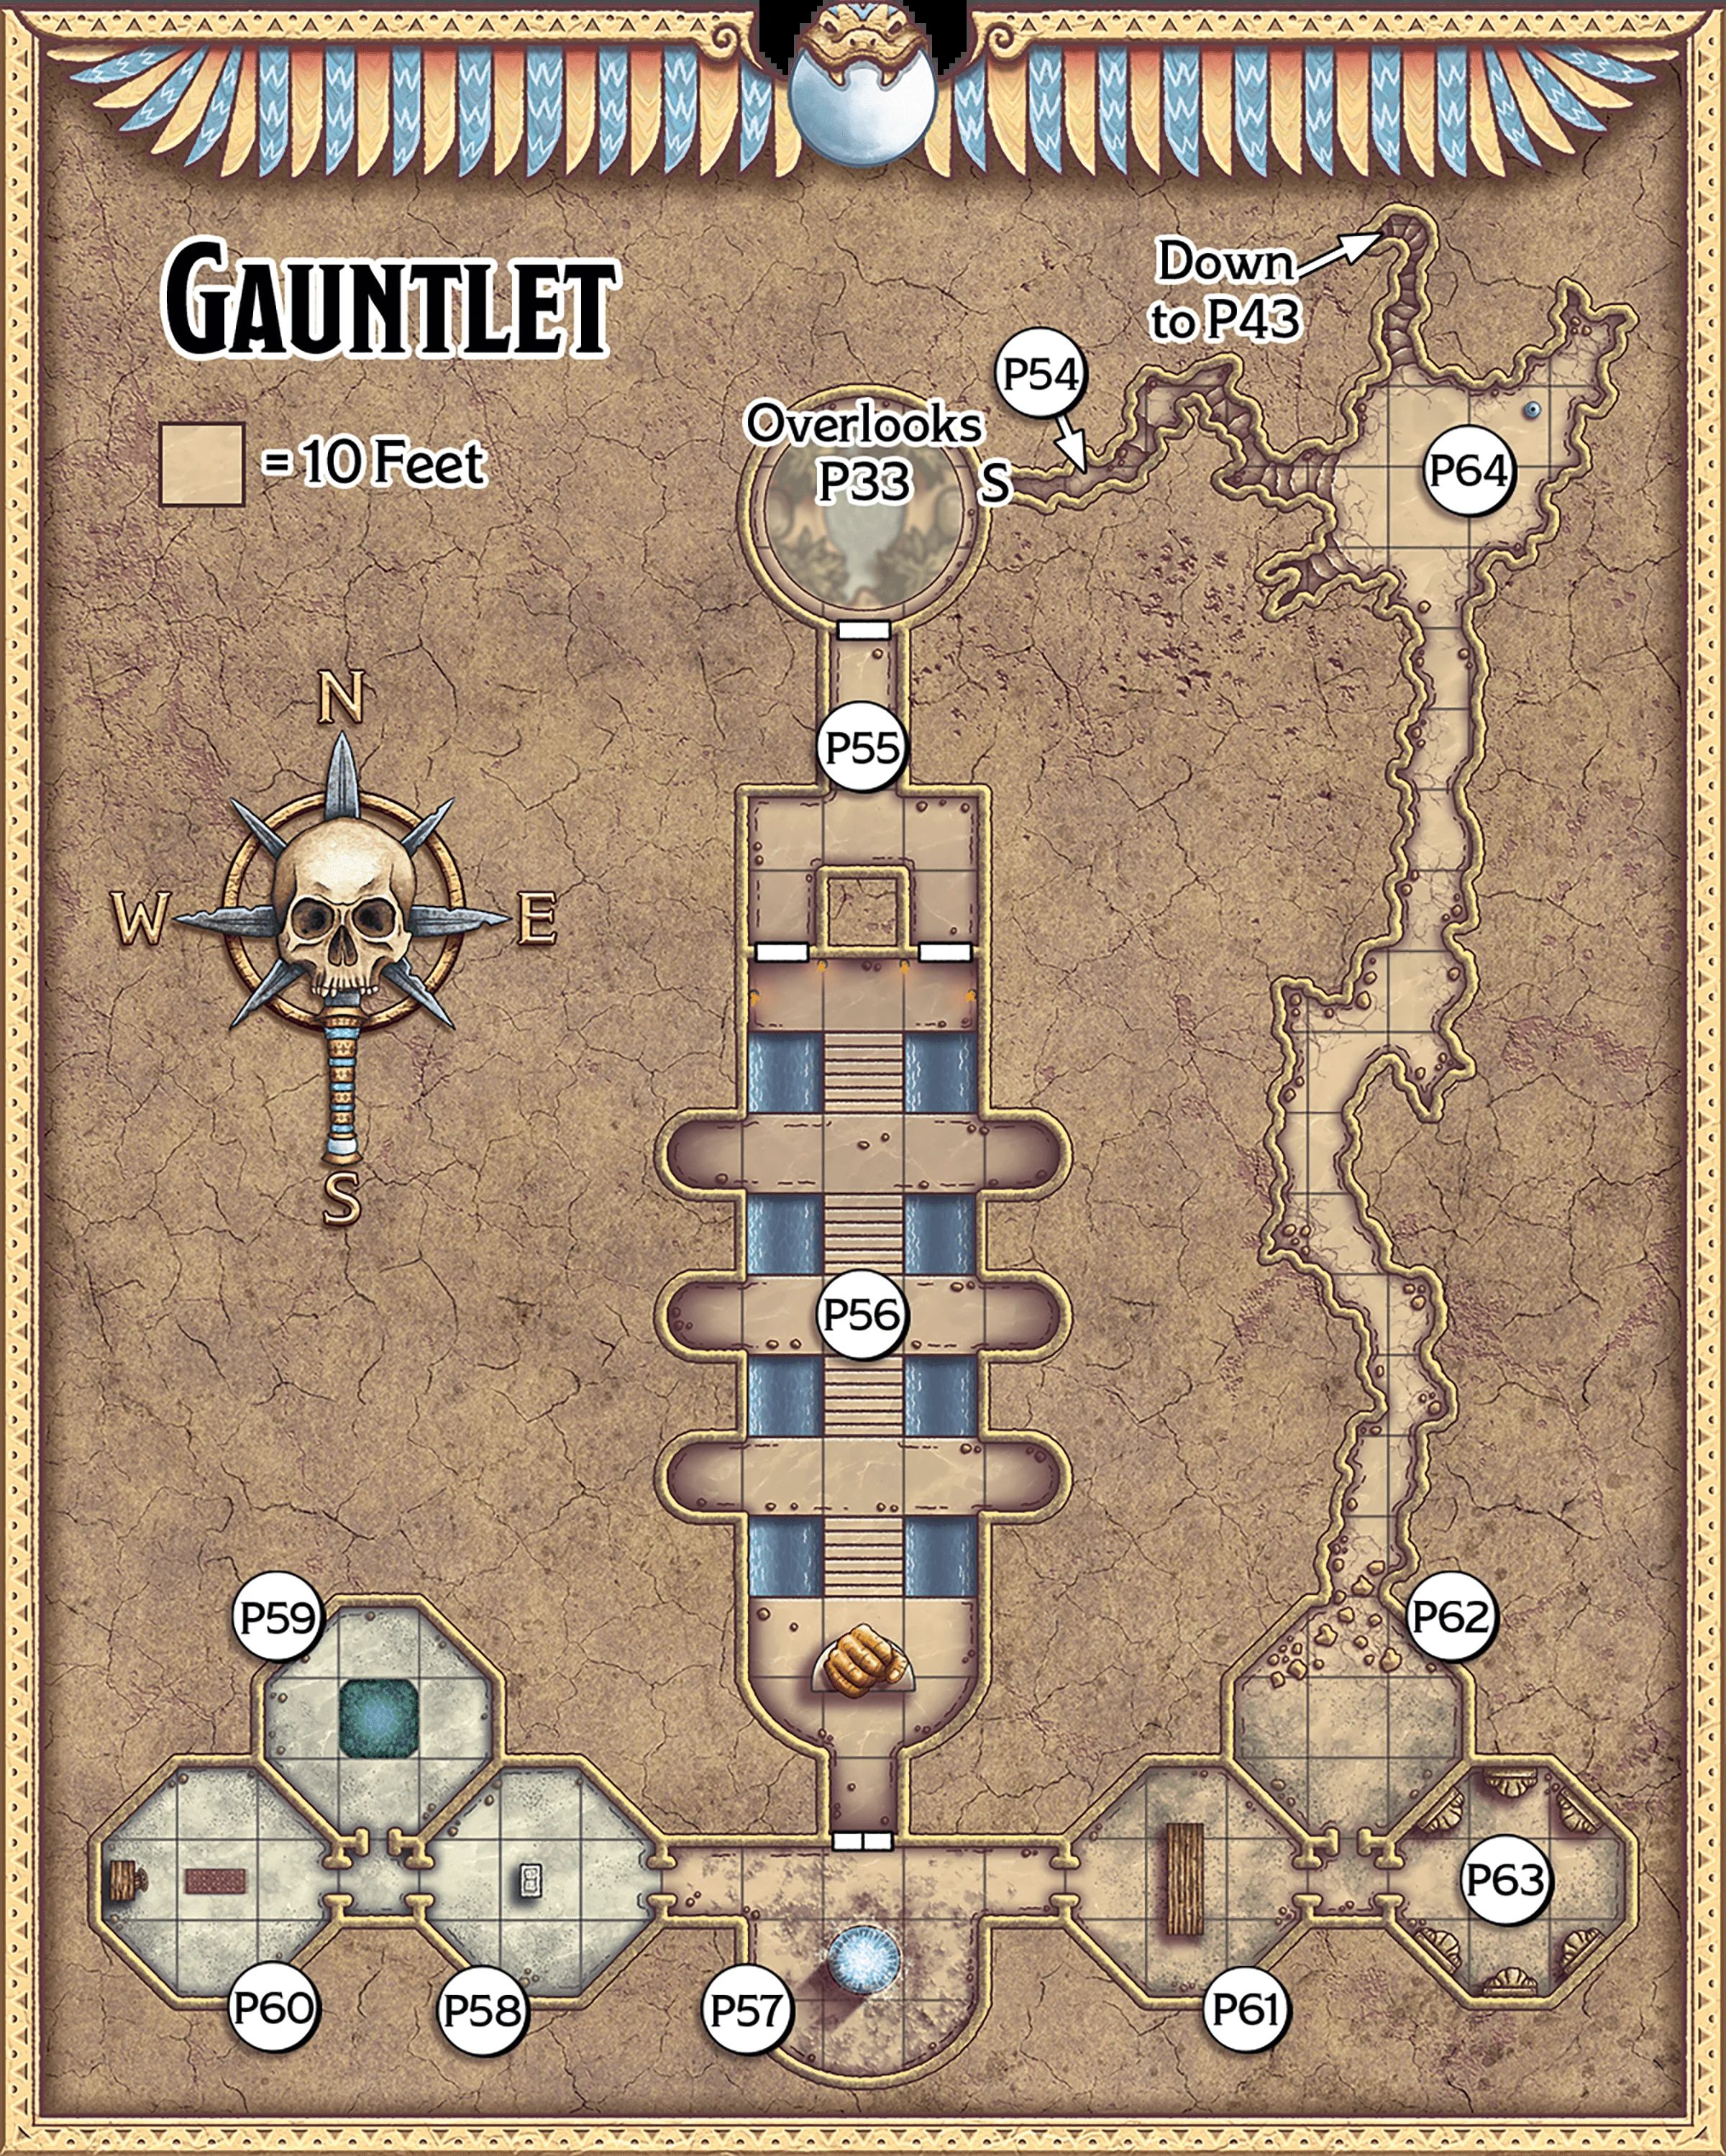 GAUNTLET
= 10 Feet
Down
to P43
P54
Overlooks
P33
S
P64
N
W
E
S
P55
P56
P59
P62
P63
P60
P58
P57
P61